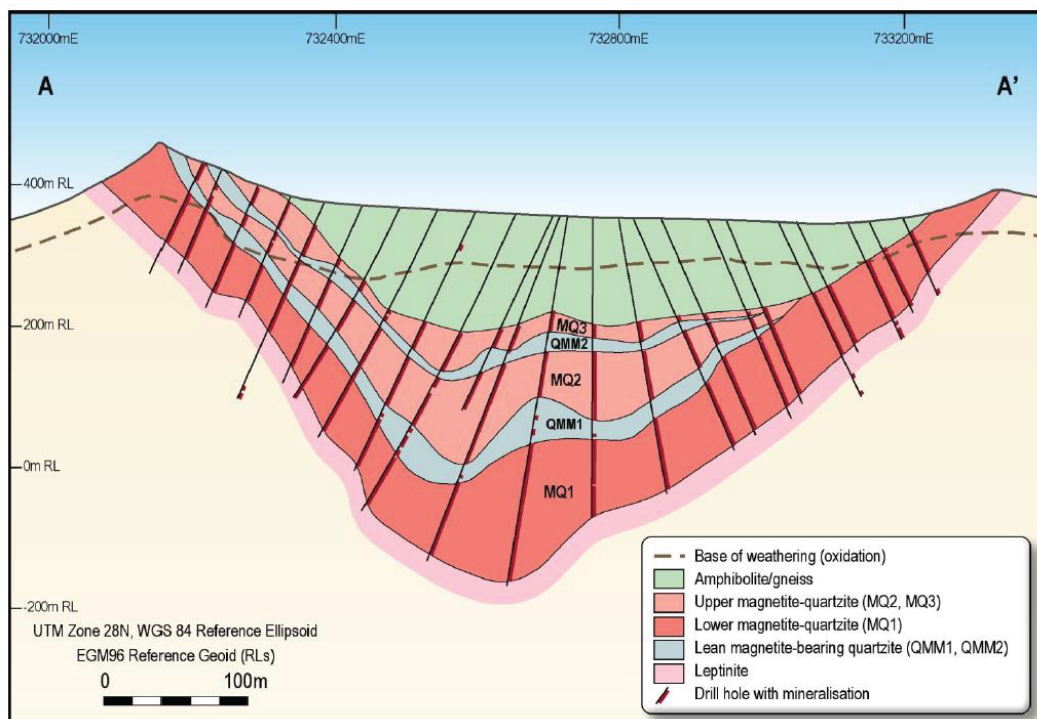 732000mE
732400mE
732800mE
733200mE
A
A'
400m RL
200m RL
MQ3
QMM2
MQ2
QMM1
0m RL
MQ1
-200m RL
UTM Zone 28N, WGS 84 Reference Ellipsoid
EGM96 Reference Geoid (RLs)
0 100m
Base of weathering (oxidation)
Amphibolite/gneiss
Upper magnetite-quartzite (MQ2, MQ3)
Lower magnetite-quartzite (MQ1)
Lean magnetite-bearing quartzite (QMM1, QMM2)
Leptinite
Drill hole with mineralisation